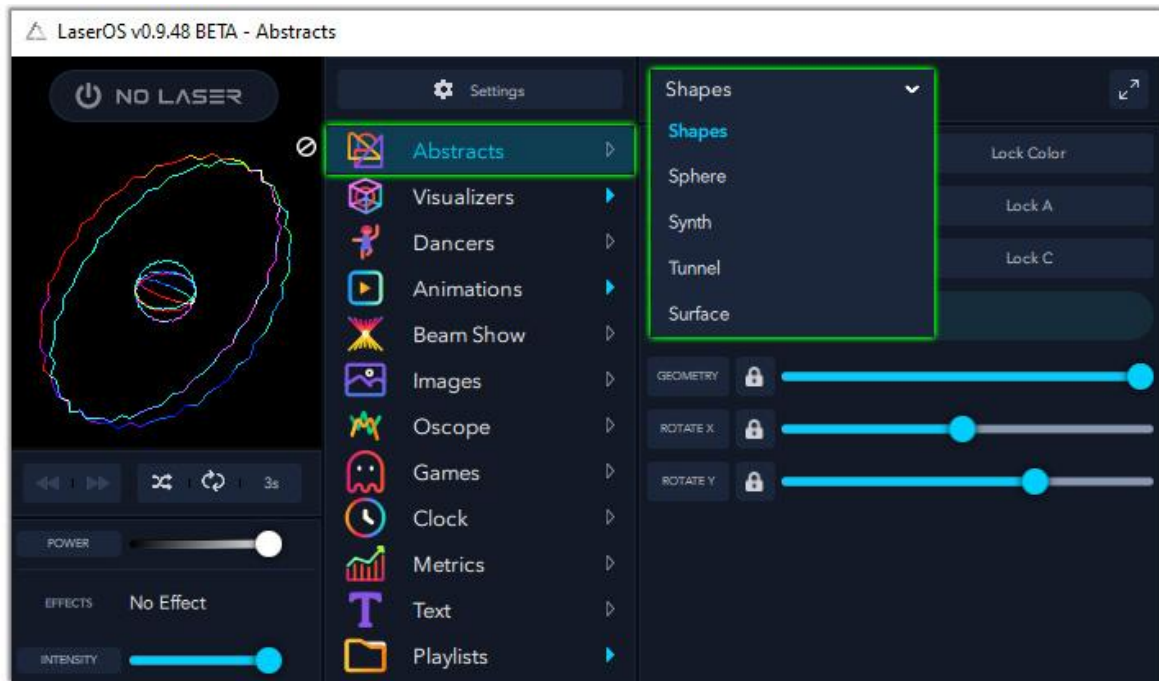 LaserOS v0.9.48 BETA - Abstracts
NO LASER
3s
POWER
EFFECTS No Effect
INTENSITY
Settings
Abstracts
Visualizers
Dancers
Animations
Beam Show
Images
Oscope
Games
Clock
Metrics
Text
Playlists
Shapes
Shapes
Sphere
Synth
Tunnel
Surface
Lock Color
Lock A
Lock C
GEOMETRY
ROTATE X
ROTATE Y